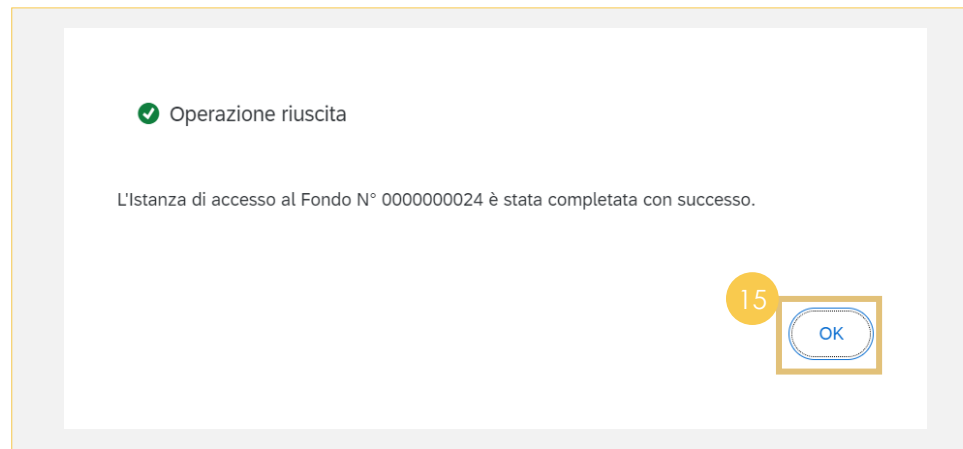 Operazione riuscita
L'Istanza di accesso al Fondo N° 0000000024 è stata completata con successo.
15
OK